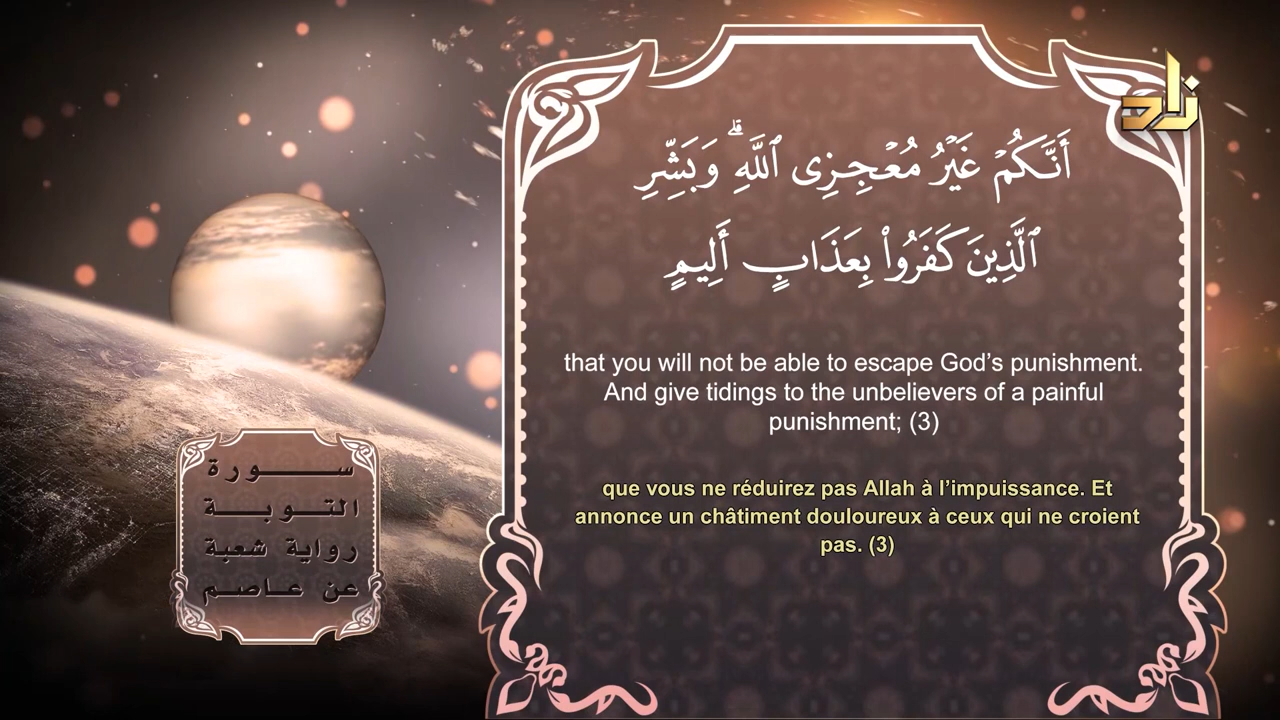 زاد
أَنَّكُمْ غَيْرُ مُعْجِزِى ٱللَّهِ ۗ وَبَشِّرِ
ٱلَّذِينَ كَفَرُوا۟ بِعَذَابٍ أَلِيمٍ
that you will not be able to escape God’s punishment.
And give tidings to the unbelievers of a painful
punishment; (3)
que vous ne réduirez pas Allah à l’impuissance. Et
annonce un châtiment douloureux à ceux qui ne croient
pas. (3)
سورة
التوبة
رواية شعبة
عن عاصم